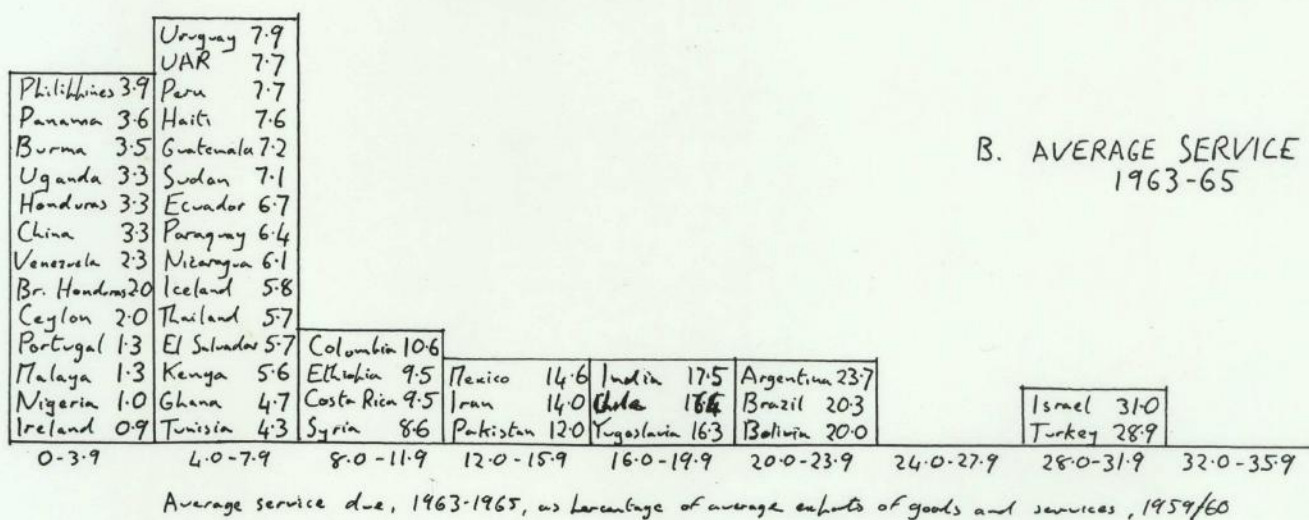 Uruguay 7.9
UAR 7.7
Philippines 3.9 Peru 7.7
Panama 3.6 Haiti 7.6
Burma 3.5 Guatemala 7.2
Uganda 3.3 Sudan 7.1
Honduras 3.3 Ecuador 6.7
China 3.3 Paraguay 6.4
Venezuela 2.3 Nicaragua 6.1
Br. Honduras 2.0 Iceland 5.8
Ceylon 2.0 Thailand 5.7
Portugal 1.3 El Salvador 5.7 Colombia 10.6
Malaya 1.3 Kenya 5.6 Ethiopia 9.5 Mexico 14.6 India 17.5 Argentina 23.7
Nigeria 1.0 Ghana 4.7 Costa Rica 9.5 Iran 14.0 Chile Brazil 20.3 Israel 31.0
Ireland 0.9 Tunisia 4.3 Syria 8.6 Pakistan 12.0 Yugoslavia 16.3 Bolivia 20.0 Turkey 28.9
0-3.9 4.0-7.9 8.0-11.9 12.0-15.9 16.0-19.9 20.0-23.9 24.0-27.9 28.0-31.9 32.0-35.9
B. AVERAGE SERVICE
1963-65
Average service due, 1963-1965, as percentage of average exports of goods and services, 1959/60